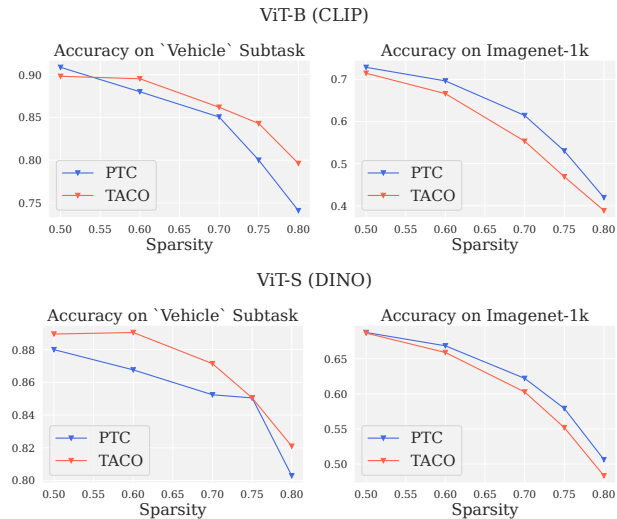 ViT-B (CLIP)
Accuracy on `Vehicle` Subtask
0.90
0.85
0.80
0.75
PTC
TACO
0.50 0.55 0.60 0.65 0.70 0.75 0.80
Sparsity
Accuracy on Imagenet-1k
0.7
0.6
0.5
0.4
PTC
TACO
0.50 0.55 0.60 0.65 0.70 0.75 0.80
Sparsity
ViT-S (DINO)
Accuracy on `Vehicle` Subtask
0.88
0.86
0.84
0.82
0.80
PTC
TACO
0.50 0.55 0.60 0.65 0.70 0.75 0.80
Sparsity
Accuracy on Imagenet-1k
0.65
0.60
0.55
0.50
PTC
TACO
0.50 0.55 0.60 0.65 0.70 0.75 0.80
Sparsity